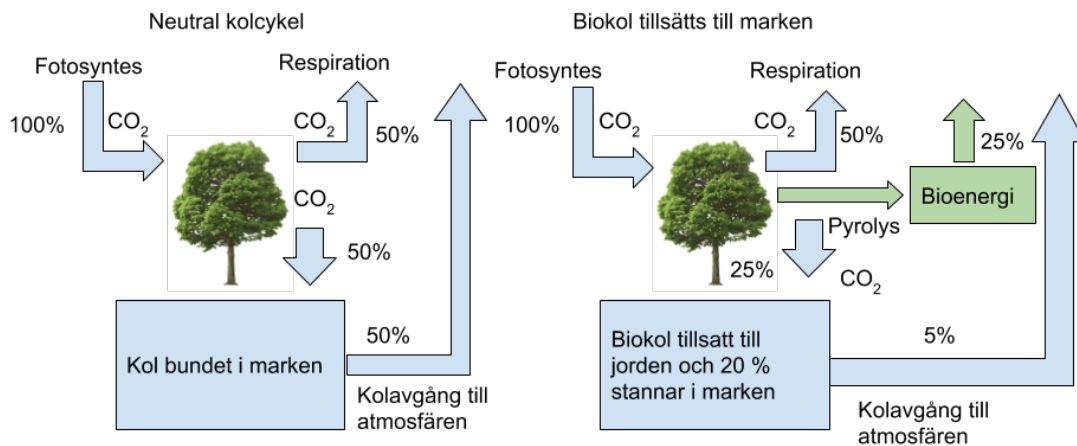 Neutral kolcykel
Fotosyntes
Respiration
100%
CO2
CO2
50%
CO2
50%
50%
Kol bundet i marken
Kolavgång till
atmosfären
Biokol tillsätts till marken
Fotosyntes
Respiration
100%
CO2
CO2
50%
25%
Bioenergi
Pyrolys
25%
CO2
Biokol tillsatt till
jorden och 20 %
stannar i marken
5%
Kolavgång till
atmosfären